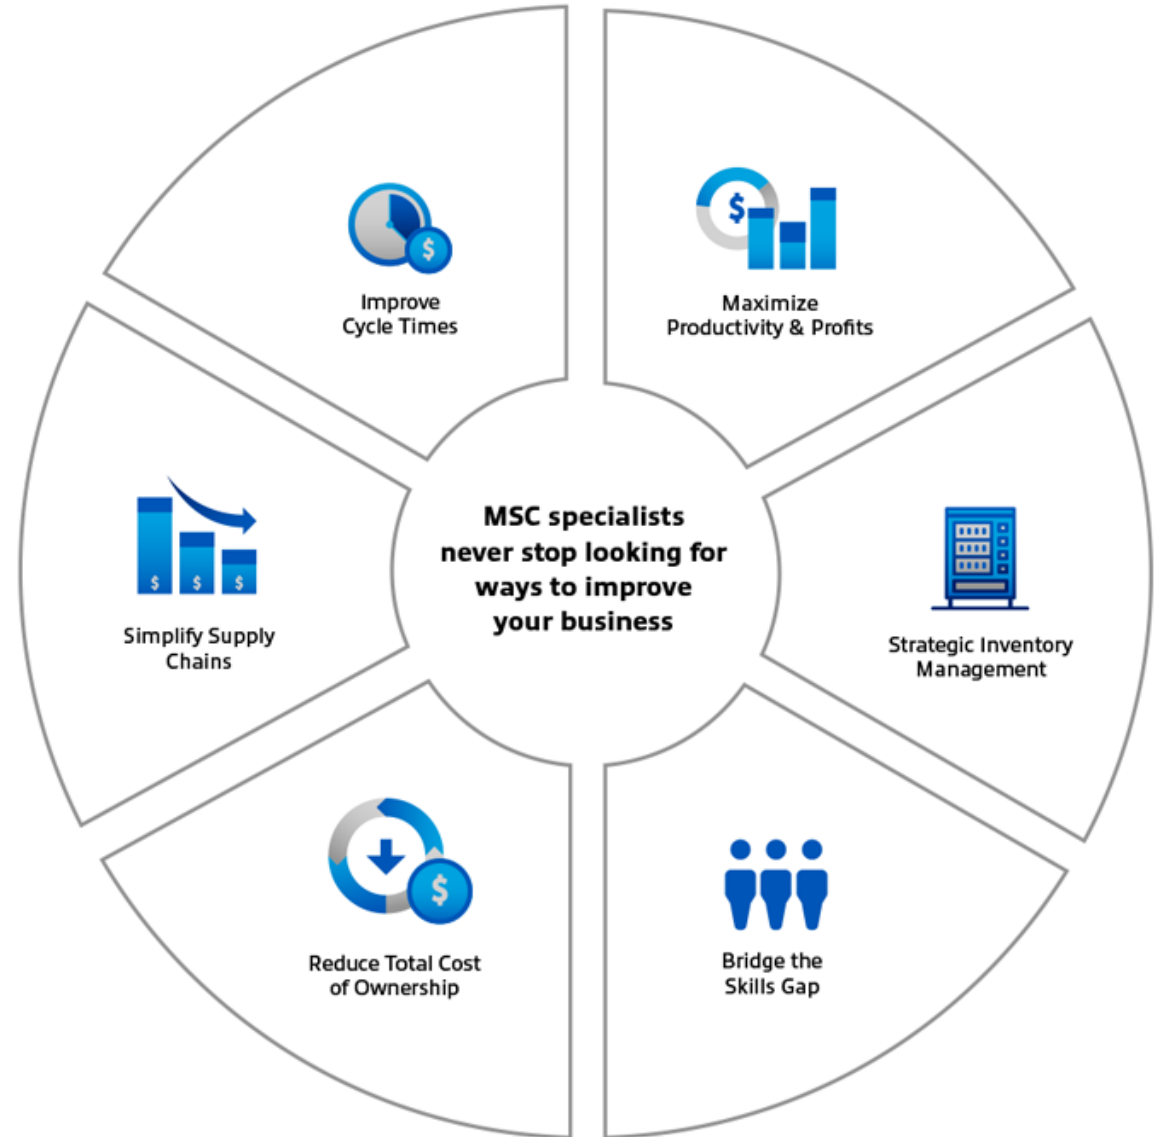 Improve
Cycle Times
$
Maximize
Productivity & Profits
$
Strategic Inventory
Management
Bridge the
Skills Gap
Reduce Total Cost
of Ownership
$
Simplify Supply
Chains
$ $ $
MSC specialists
never stop looking for
ways to improve
your business